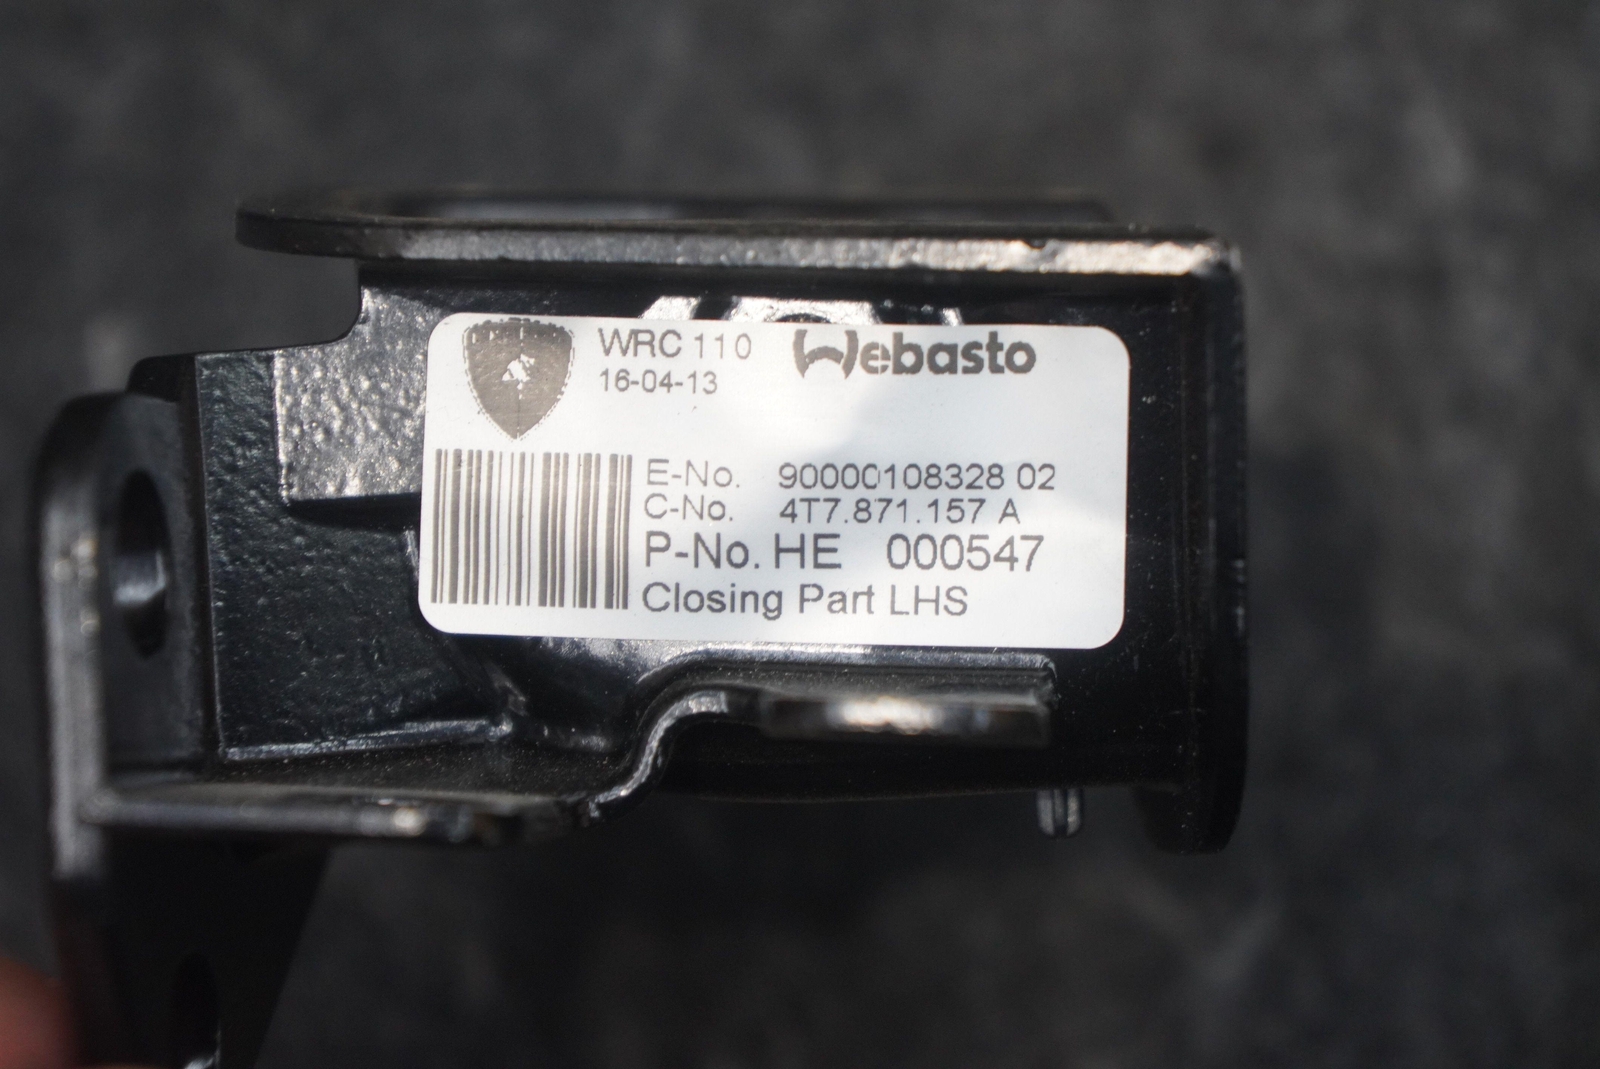 WRC 110
Webasto
16-04-13
E-No. 90000108328 02
C-No. 4T7.871.157 A
P-No. HE 000547
Closing Part LHS